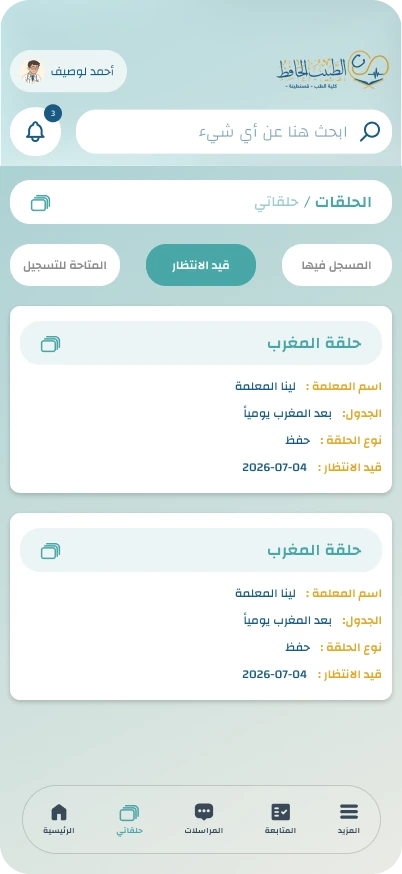 الطبيب الحافظ
- كلية الطب - قسنطينة -
أحمد لوصيف
ابحث هنا عن أي شيء
3
الحلقات / حلقاتي
المسجل فيها
قيد الانتظار
المتاحة للتسجيل
حلقة المغرب
اسم المعلمة : لينا المعلمة
الجدول: بعد المغرب يومياً
نوع الحلقة : حفظ
قيد الانتظار : 2026-07-04
حلقة المغرب
اسم المعلمة : لينا المعلمة
الجدول: بعد المغرب يومياً
نوع الحلقة : حفظ
قيد الانتظار : 2026-07-04
المزيد
المتابعة
المراسلات
حلقاتي
الرئيسية